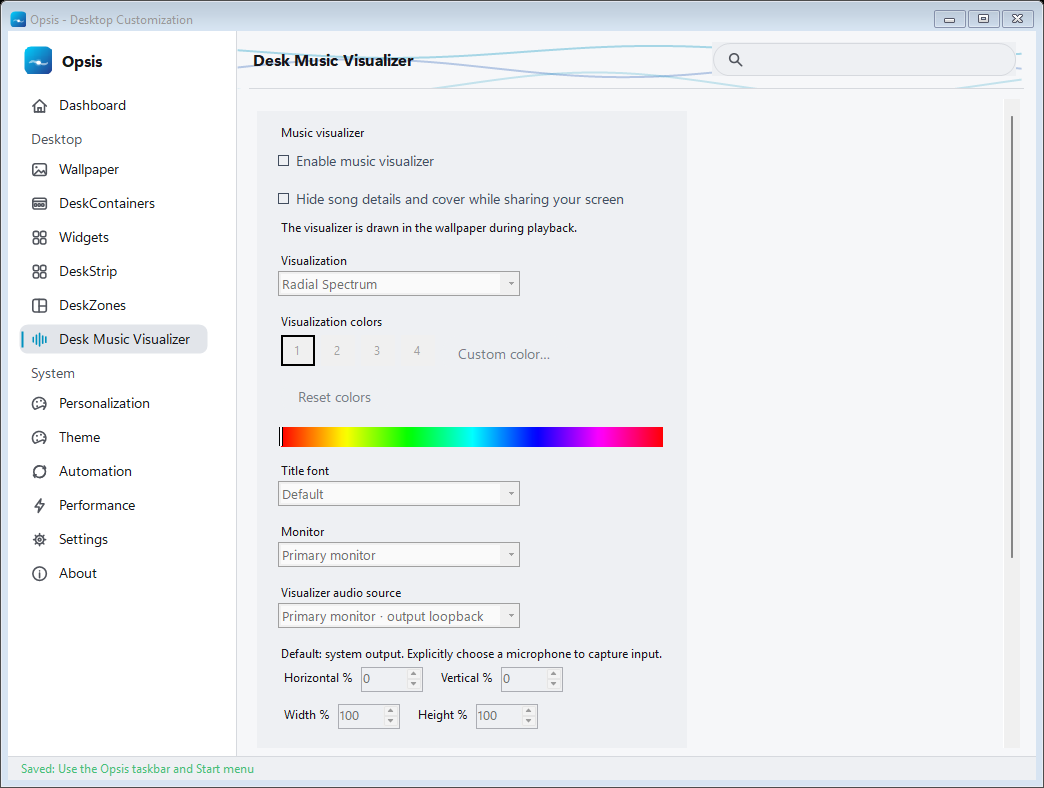 Opsis - Desktop Customization
Opsis
Dashboard
Desktop
Wallpaper
DeskContainers
Widgets
DeskStrip
DeskZones
Desk Music Visualizer
System
Personalization
Theme
Automation
Performance
Settings
About
Desk Music Visualizer
Music visualizer
Enable music visualizer
Hide song details and cover while sharing your screen
The visualizer is drawn in the wallpaper during playback.
Visualization
Radial Spectrum
Visualization colors
1 2 3 4 Custom color...
Reset colors
Title font
Default
Monitor
Primary monitor
Visualizer audio source
Primary monitor · output loopback
Default: system output. Explicitly choose a microphone to capture input.
Horizontal % 0 Vertical % 0
Width % 100 Height % 100
Saved: Use the Opsis taskbar and Start menu